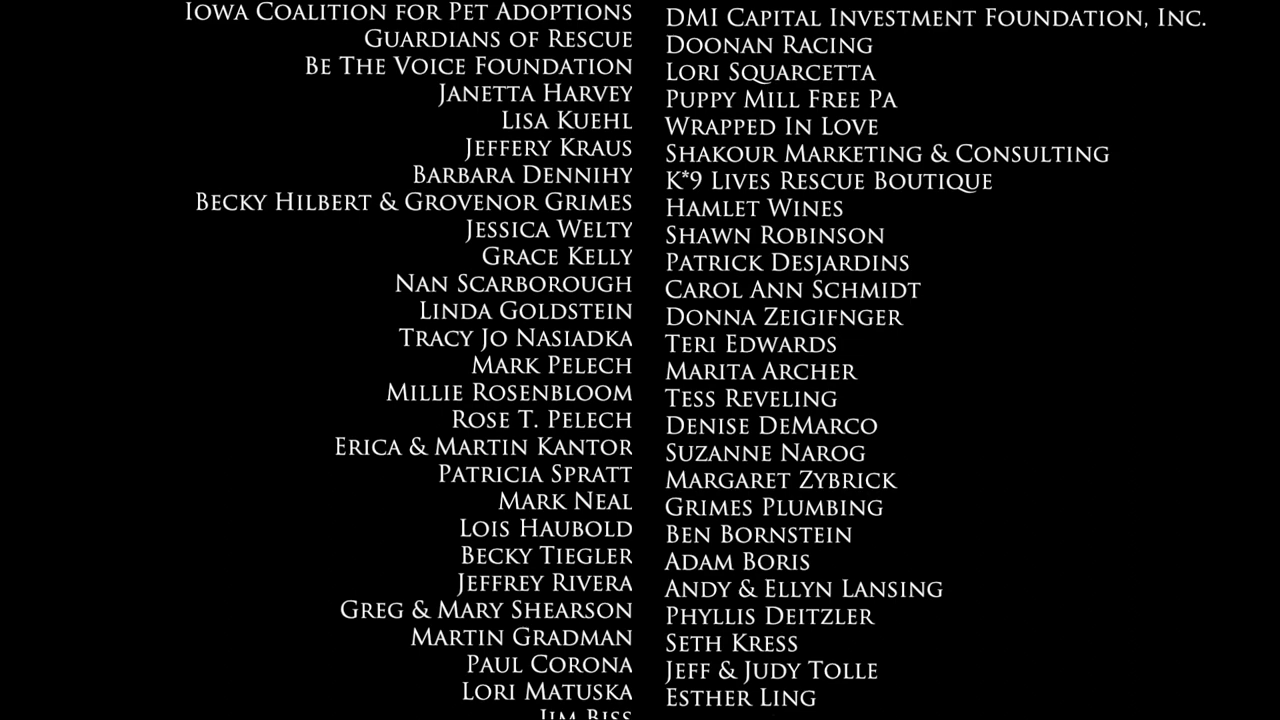 Iowa Coalition for Pet Adoptions
Guardians of Rescue
Be The Voice Foundation
Janetta Harvey
Lisa Kuehl
Jeffery Kraus
Barbara Dennihy
Becky Hilbert & Grovenor Grimes
Jessica Welty
Grace Kelly
Nan Scarborough
Linda Goldstein
Tracy Jo Nasiadka
Mark Pelech
Millie Rosenbloom
Rose T. Pelech
Erica & Martin Kantor
Patricia Spratt
Mark Neal
Lois Haubold
Becky Tiegler
Jeffrey Rivera
Greg & Mary Shearson
Martin Gradman
Paul Corona
Lori Matuska
Jim Biss
DMI Capital Investment Foundation, Inc.
Doonan Racing
Lori Squarcetta
Puppy Mill Free Pa
Wrapped In Love
Shakour Marketing & Consulting
K*9 Lives Rescue Boutique
Hamlet Wines
Shawn Robinson
Patrick Desjardins
Carol Ann Schmidt
Donna Zeigifnger
Teri Edwards
Marita Archer
Tess Reveling
Denise DeMarco
Suzanne Narog
Margaret Zybrick
Grimes Plumbing
Ben Bornstein
Adam Boris
Andy & Ellyn Lansing
Phyllis Deitzler
Seth Kress
Jeff & Judy Tolle
Esther Ling